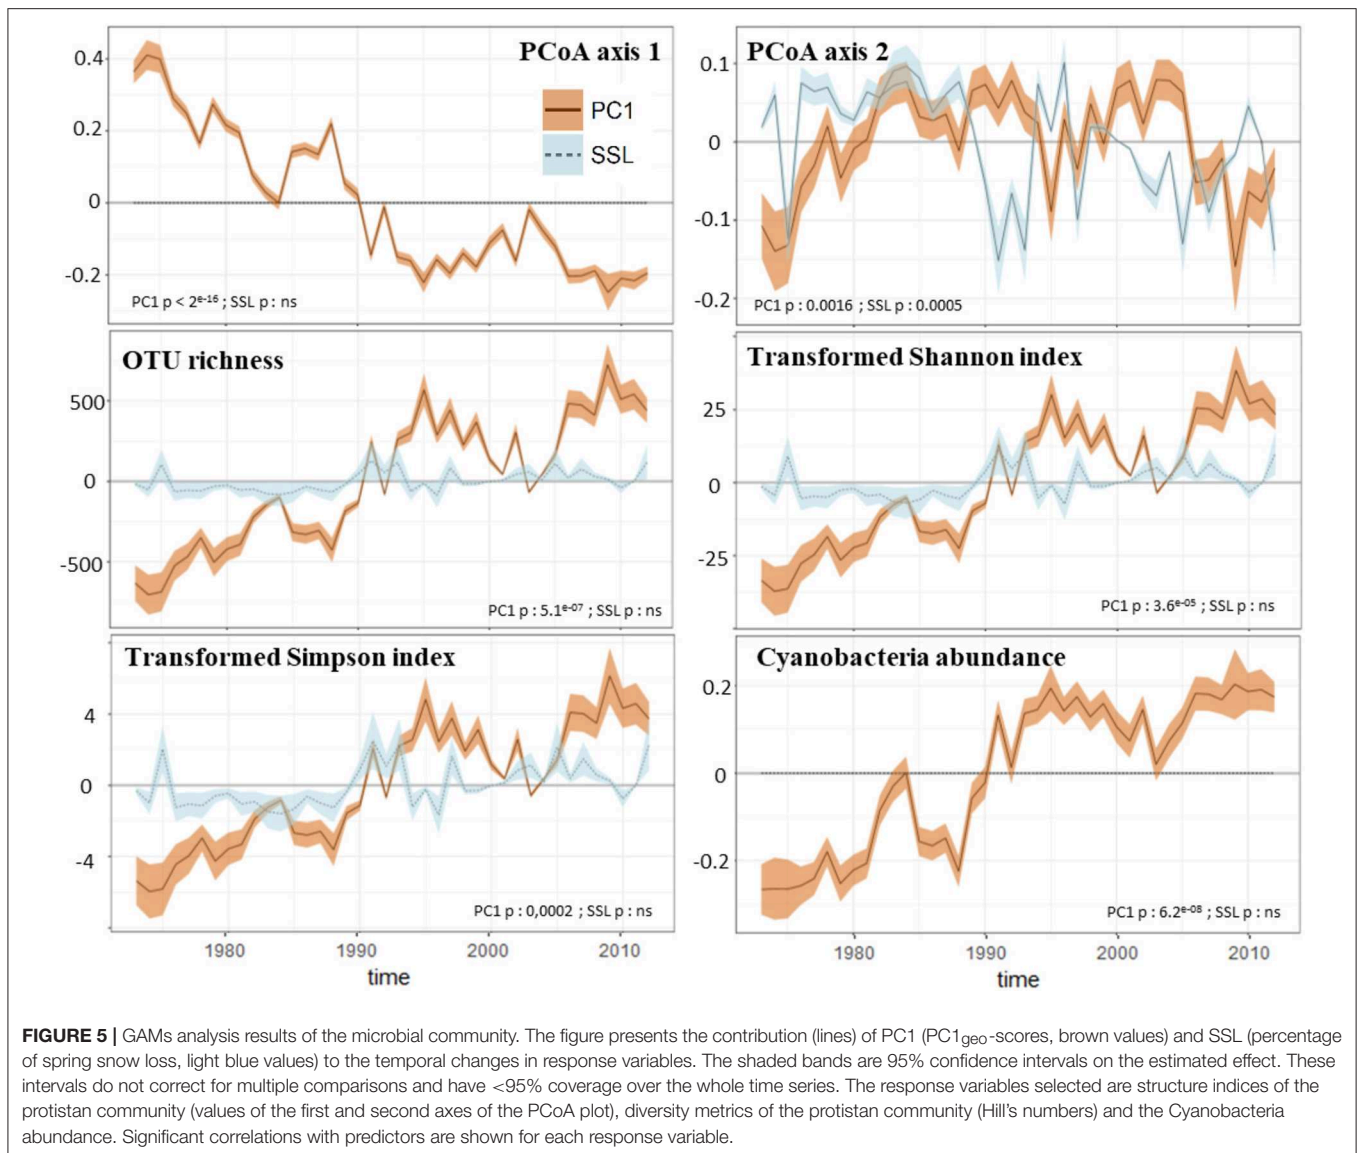 PCoA axis 1
0.4
0.2
0
-0.2
PC1
SSL
PC1 p < 2e-16 ; SSL p : ns
PCoA axis 2
0.1
0
-0.1
-0.2
PC1 p : 0.0016 ; SSL p : 0.0005
OTU richness
500
0
-500
PC1 p : 5.1e-07 ; SSL p : ns
Transformed Shannon index
25
0
-25
PC1 p : 3.6e-05 ; SSL p : ns
Transformed Simpson index
4
0
-4
PC1 p : 0,0002 ; SSL p : ns
1980 1990 2000 2010
time
Cyanobacteria abundance
0.2
0
-0.2
PC1 p : 6.2e-08 ; SSL p : ns
1980 1990 2000 2010
time
FIGURE 5 | GAMs analysis results of the microbial community. The figure presents the contribution (lines) of PC1 (PC1geo-scores, brown values) and SSL (percentage
of spring snow loss, light blue values) to the temporal changes in response variables. The shaded bands are 95% confidence intervals on the estimated effect. These
intervals do not correct for multiple comparisons and have <95% coverage over the whole time series. The response variables selected are structure indices of the
protistan community (values of the first and second axes of the PCoA plot), diversity metrics of the protistan community (Hill's numbers) and the Cyanobacteria
abundance. Significant correlations with predictors are shown for each response variable.